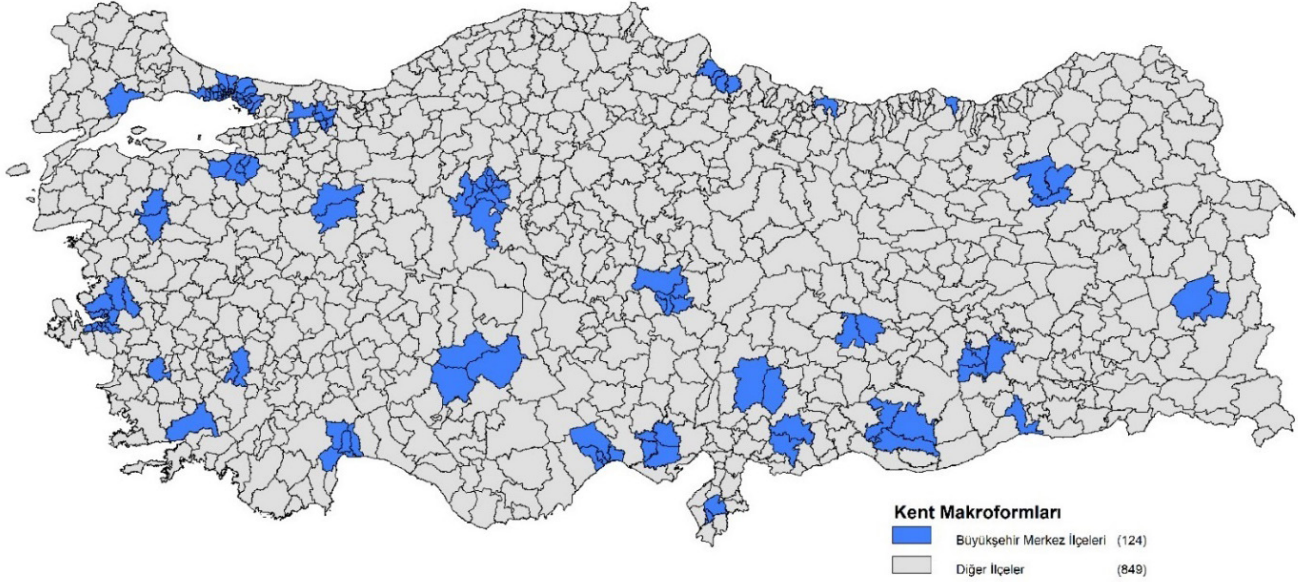 Kent Makroformları
Büyükşehir Merkez İlçeleri (124)
Diğer İlçeler (849)